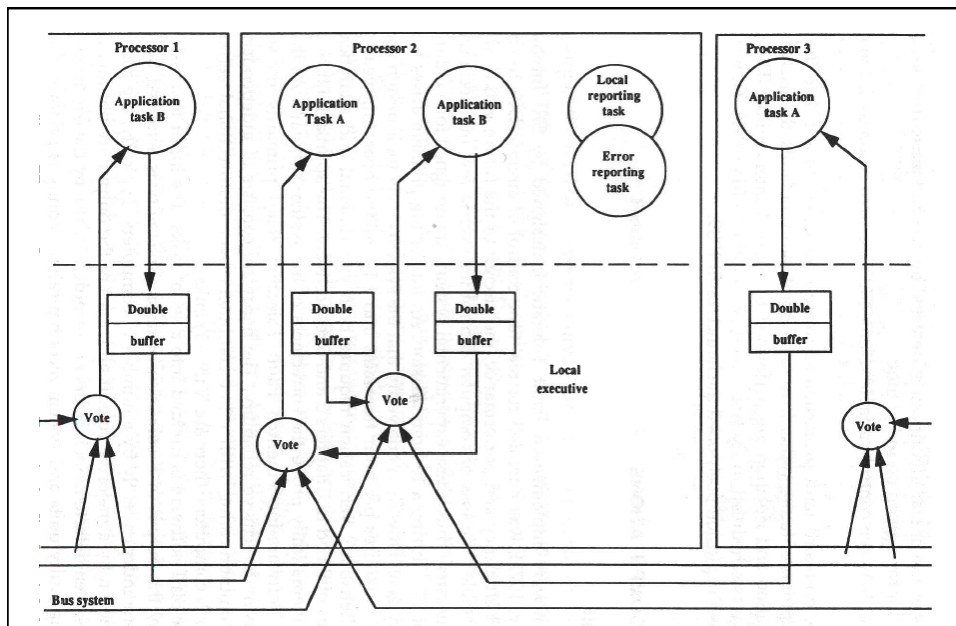 Processor 1
Processor 2
Processor 3
Application
task B
Application
Task A
Application
task B
Local
reporting
task
Error
reporting
task
Application
task A
Double
buffer
Double
buffer
Double
buffer
Double
buffer
Local
executive
Vote
Vote
Vote
Vote
Bus system